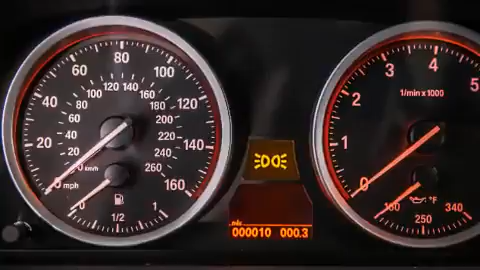 0 20 40 60 80 100 120 140 160
mph
0 20 40 60 80 100 120 140 160 180 200 220 240 260
km/h
0 1/2 1
mls
000010 000.3
0 1 2 3 4 5
1/min x 1000
160 250 340
°F